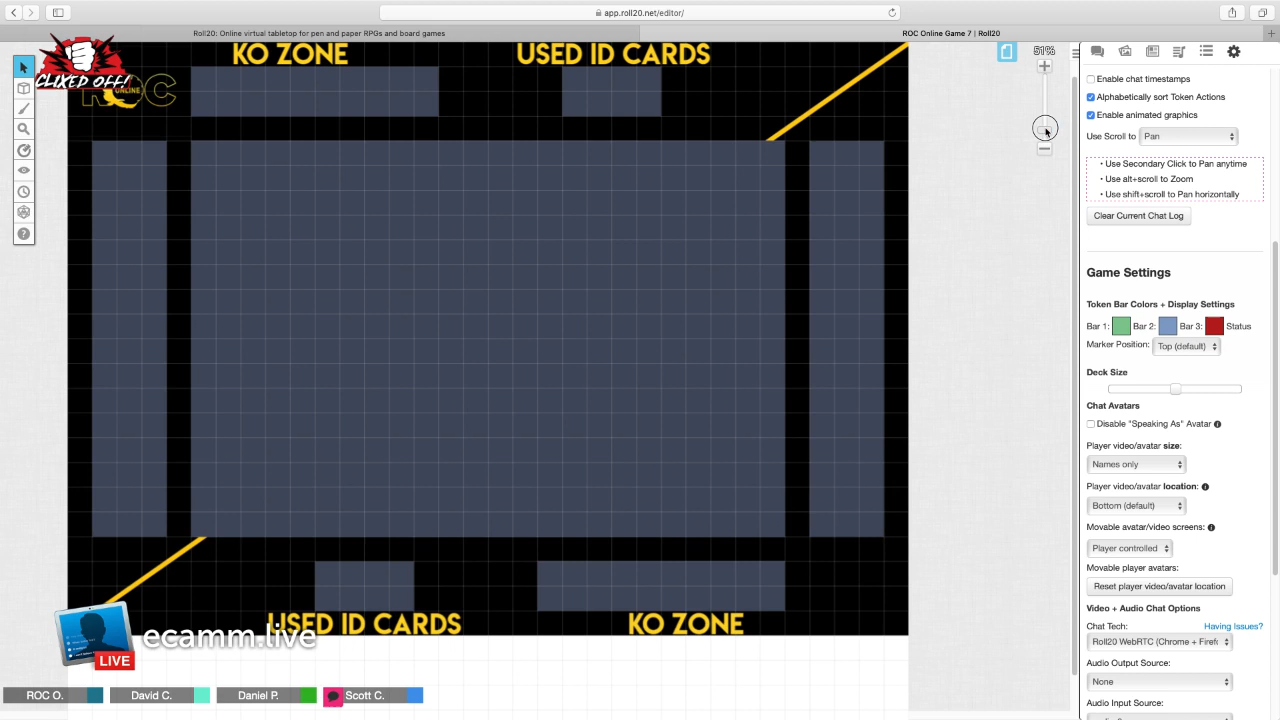 app.roll20.net/editor/
Roll20: Online virtual tabletop for pen and paper RPGs and board games
ROC Online Game 7 | Roll20
CLIXED OFF!
ROC
ONLINE
KO ZONE
USED ID CARDS
51%
Enable chat timestamps
Alphabetically sort Token Actions
Enable animated graphics
Use Scroll to Pan
• Use Secondary Click to Pan anytime
• Use alt+scroll to Zoom
• Use shift+scroll to Pan horizontally
Clear Current Chat Log
Game Settings
Token Bar Colors + Display Settings
Bar 1: Bar 2: Bar 3: Status
Marker Position: Top (default)
Deck Size
Chat Avatars
Disable "Speaking As" Avatar
Player video/avatar size:
Names only
Player video/avatar location:
Bottom (default)
Movable avatar/video screens:
Player controlled
Movable player avatars:
Reset player video/avatar location
Video + Audio Chat Options
Chat Tech: Having Issues?
Roll20 WebRTC (Chrome + Firef
Audio Output Source:
None
Audio Input Source:
USED ID CARDS
KO ZONE
ecamm.live
LIVE
ROC O.
David C.
Daniel P.
Scott C.